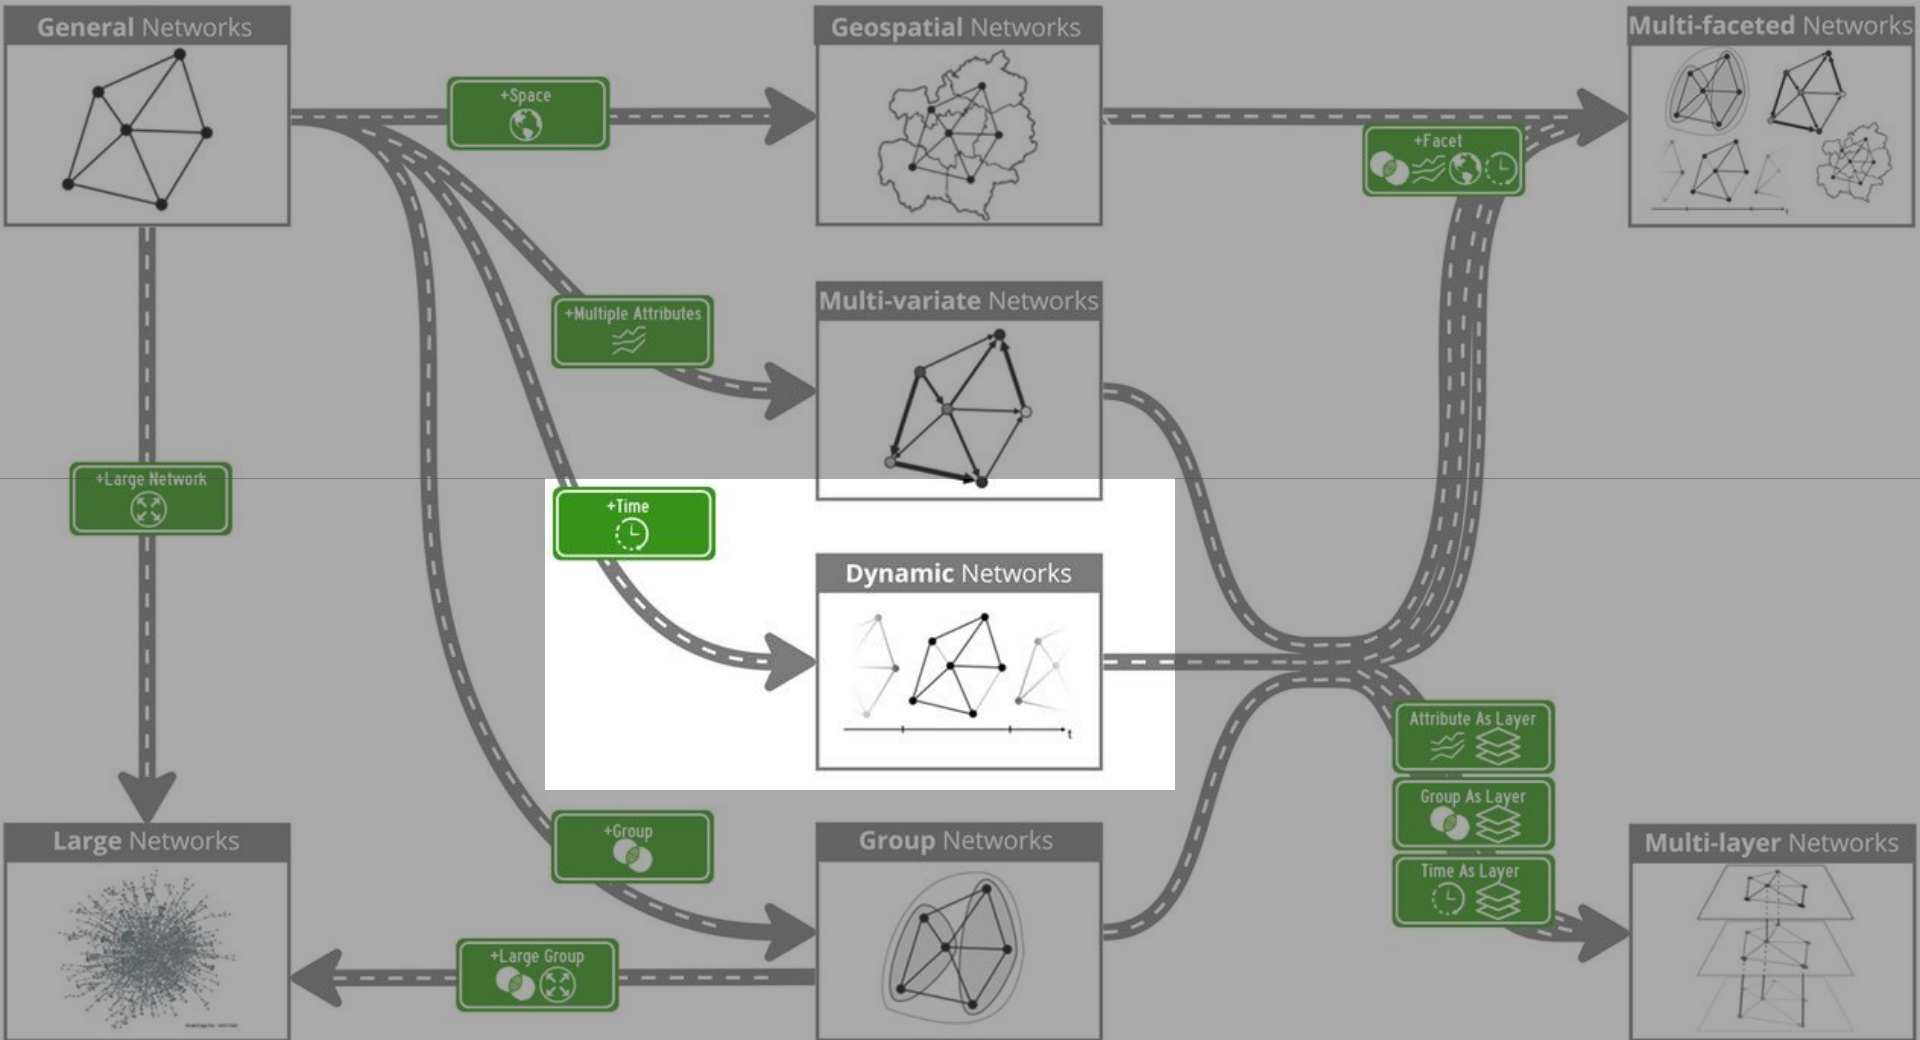 General Networks
+Space
Geospatial Networks
Multi-faceted Networks
+Facet
t
+Multiple Attributes
Multi-variate Networks
+Large Network
+Time
Dynamic Networks
t
Attribute As Layer
Group As Layer
Time As Layer
+Group
Large Networks
Group Networks
Multi-layer Networks
+Large Group